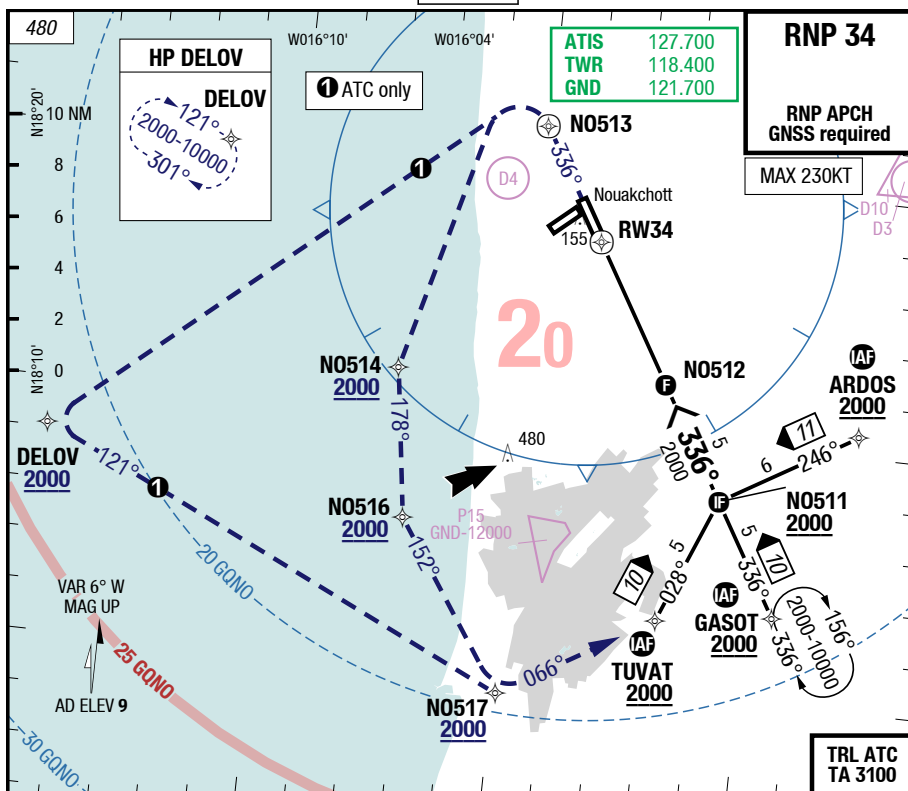 480
HP DELOV
DELOV
121°
2000-10000
301°
W016°10'
W016°04'
❶ ATC only
ATIS 127.700
TWR 118.400
GND 121.700
RNP 34
RNP APCH
GNSS required
MAX 230KT
N18°20'
10 NM
8
6
4
2
0
N18°10'
1
NO513
336°
D4
D10
D3
Nouakchott
155
RW34
20
NO514
2000
F
NO512
IAF
ARDOS
2000
DELOV
2000
121°
1
178°
480
336°
2000
5
11
6
246°
IF
NO511
2000
NO516
2000
P15
GND-12000
152°
20 GQNO
10
028°
5
5
10
336°
IAF
GASOT
2000
156°
2000-10000
336°
VAR 6° W
MAG UP
AD ELEV 9
25 GQNO
30 GQNO
NO517
2000
066°
IAF
TUVAT
2000
TRL ATC
TA 3100